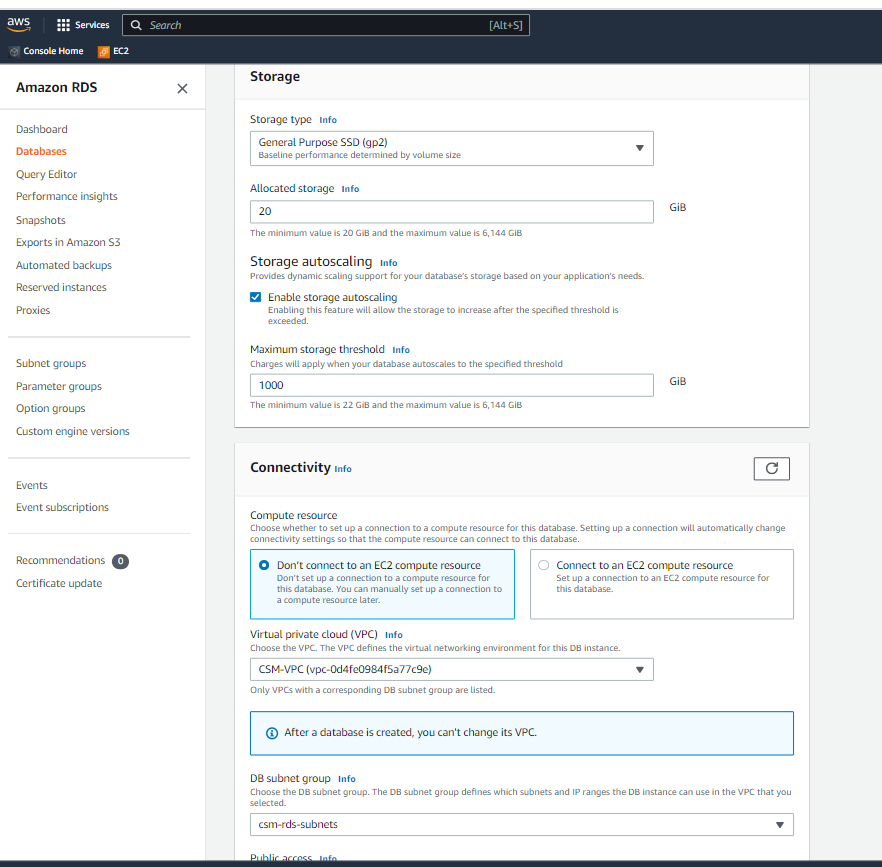 aws
Services
Search
[Alt+S]
Console Home
EC2
Amazon RDS
Dashboard
Databases
Query Editor
Performance insights
Snapshots
Exports in Amazon S3
Automated backups
Reserved instances
Proxies
Subnet groups
Parameter groups
Option groups
Custom engine versions
Events
Event subscriptions
Recommendations 0
Certificate update
Storage
Storage type Info
General Purpose SSD (gp2)
Baseline performance determined by volume size
Allocated storage Info
20
GiB
The minimum value is 20 GiB and the maximum value is 6,144 GiB
Storage autoscaling Info
Provides dynamic scaling support for your database's storage based on your application's needs.
Enable storage autoscaling
Enabling this feature will allow the storage to increase after the specified threshold is
exceeded.
Maximum storage threshold Info
Charges will apply when your database autoscales to the specified threshold
1000
GiB
The minimum value is 22 GiB and the maximum value is 6,144 GiB
Connectivity Info
Compute resource
Choose whether to set up a connection to a compute resource for this database. Setting up a connection will automatically change
connectivity settings so that the compute resource can connect to this database.
Don't connect to an EC2 compute resource
Don't set up a connection to a compute resource for
this database. You can manually set up a connection to
a compute resource later.
Connect to an EC2 compute resource
Set up a connection to an EC2 compute resource for
this database.
Virtual private cloud (VPC) Info
Choose the VPC. The VPC defines the virtual networking environment for this DB instance.
CSM-VPC (vpc-0d4fe0984f5a77c9e)
Only VPCs with a corresponding DB subnet group are listed.
After a database is created, you can't change its VPC.
DB subnet group Info
Choose the DB subnet group. The DB subnet group defines which subnets and IP ranges the DB instance can use in the VPC that you
selected.
csm-rds-subnets
Public access Info